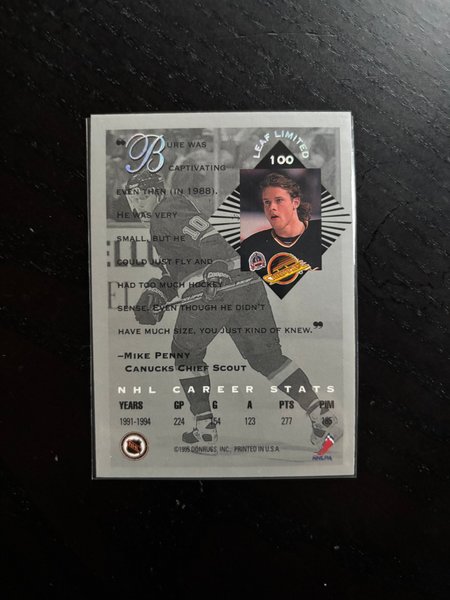 LEAF LIMITED
100
"BURE WAS
CAPTIVATING
EVEN THEN (IN 1988).
HE WAS VERY
SMALL, BUT HE
COULD JUST FLY AND
HAD TOO MUCH HOCKEY
SENSE. EVEN THOUGH HE DIDN'T
HAVE MUCH SIZE, YOU JUST KIND OF KNEW."
–MIKE PENNY
CANUCKS CHIEF SCOUT
NHL CAREER STATS
YEARS GP G A PTS PIM
1991-1994 224 154 123 277
©1995 DONRUSS, INC. PRINTED IN U.S.A.
NHLPA
10